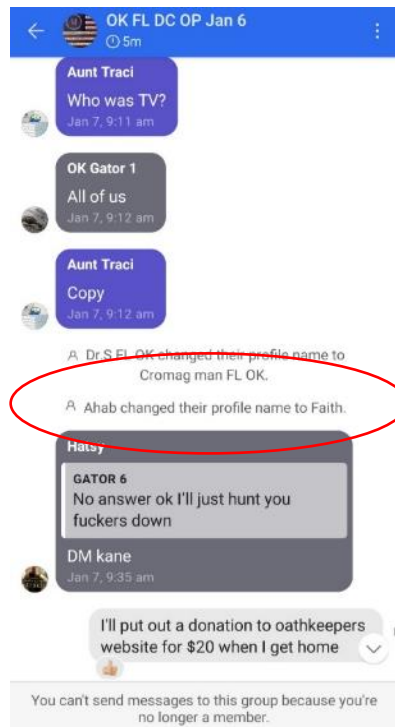 OK FL DC OP Jan 6
5m
Aunt Traci
Who was TV?
Jan 7, 9:11 am
OK Gator 1
All of us
Jan 7, 9:12 am
Aunt Traci
Copy
Jan 7, 9:12 am
Dr.S FL OK changed their profile name to
Cromag man FL OK.
Ahab changed their profile name to Faith.
Hatsy
GATOR 6
No answer ok I'll just hunt you
fuckers down
DM kane
Jan 7, 9:35 am
I'll put out a donation to oathkeepers
website for $20 when I get home
You can't send messages to this group because you're
no longer a member.